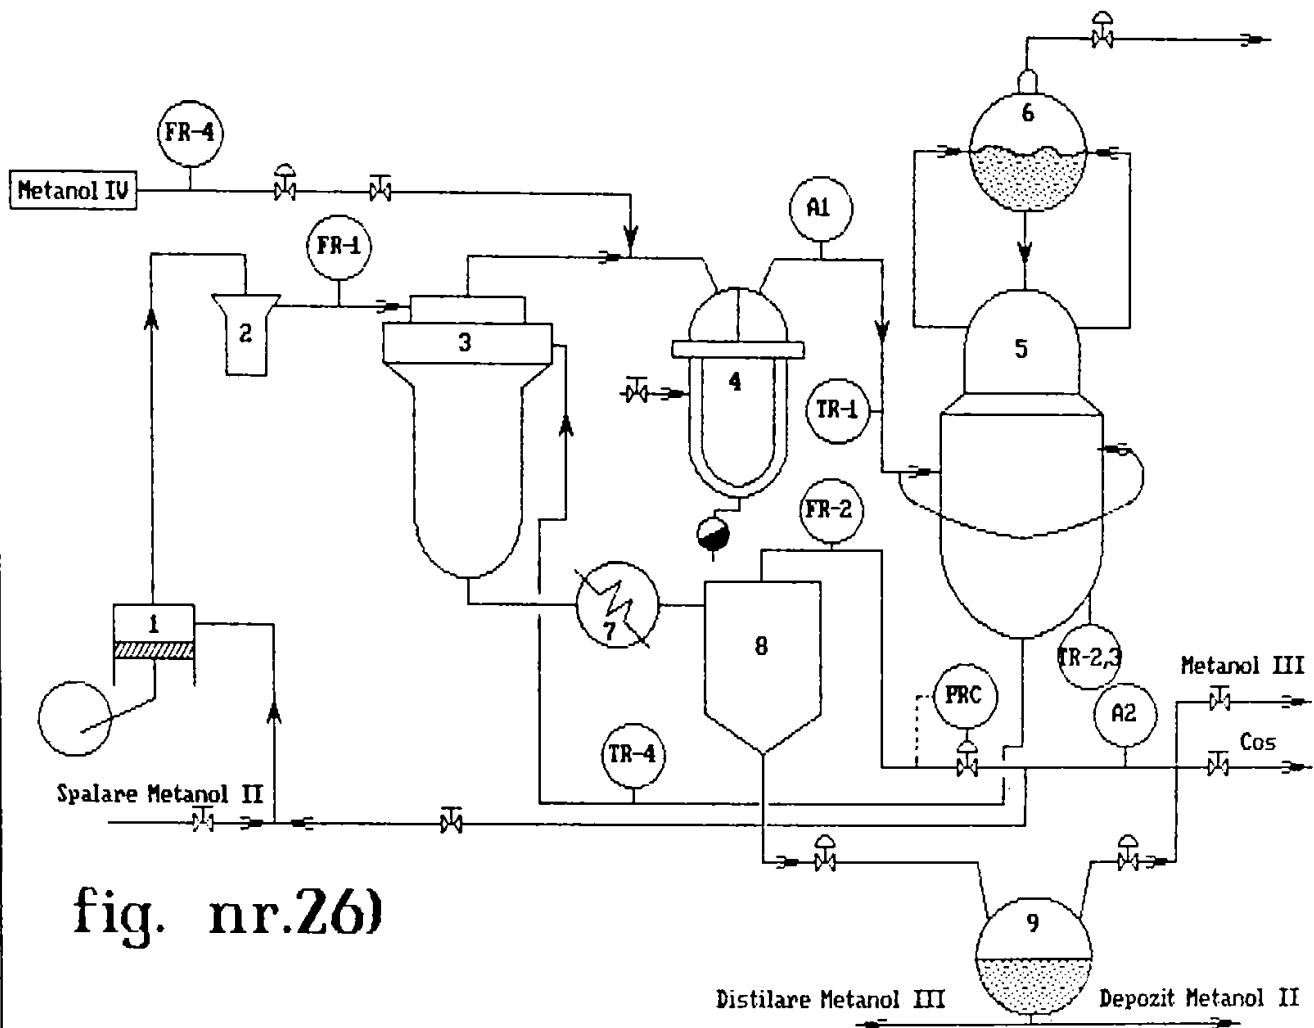 6
FR-4
Metanol IV
A1
FR-1
2
3
5
4
TR-1
FR-2
1
7
8
TR-2,3
Metanol III
PRC
A2
TR-4
Cos
Spalare Metanol II
fig. nr.26)
9
Distilare Metanol III
Depozit Metanol II